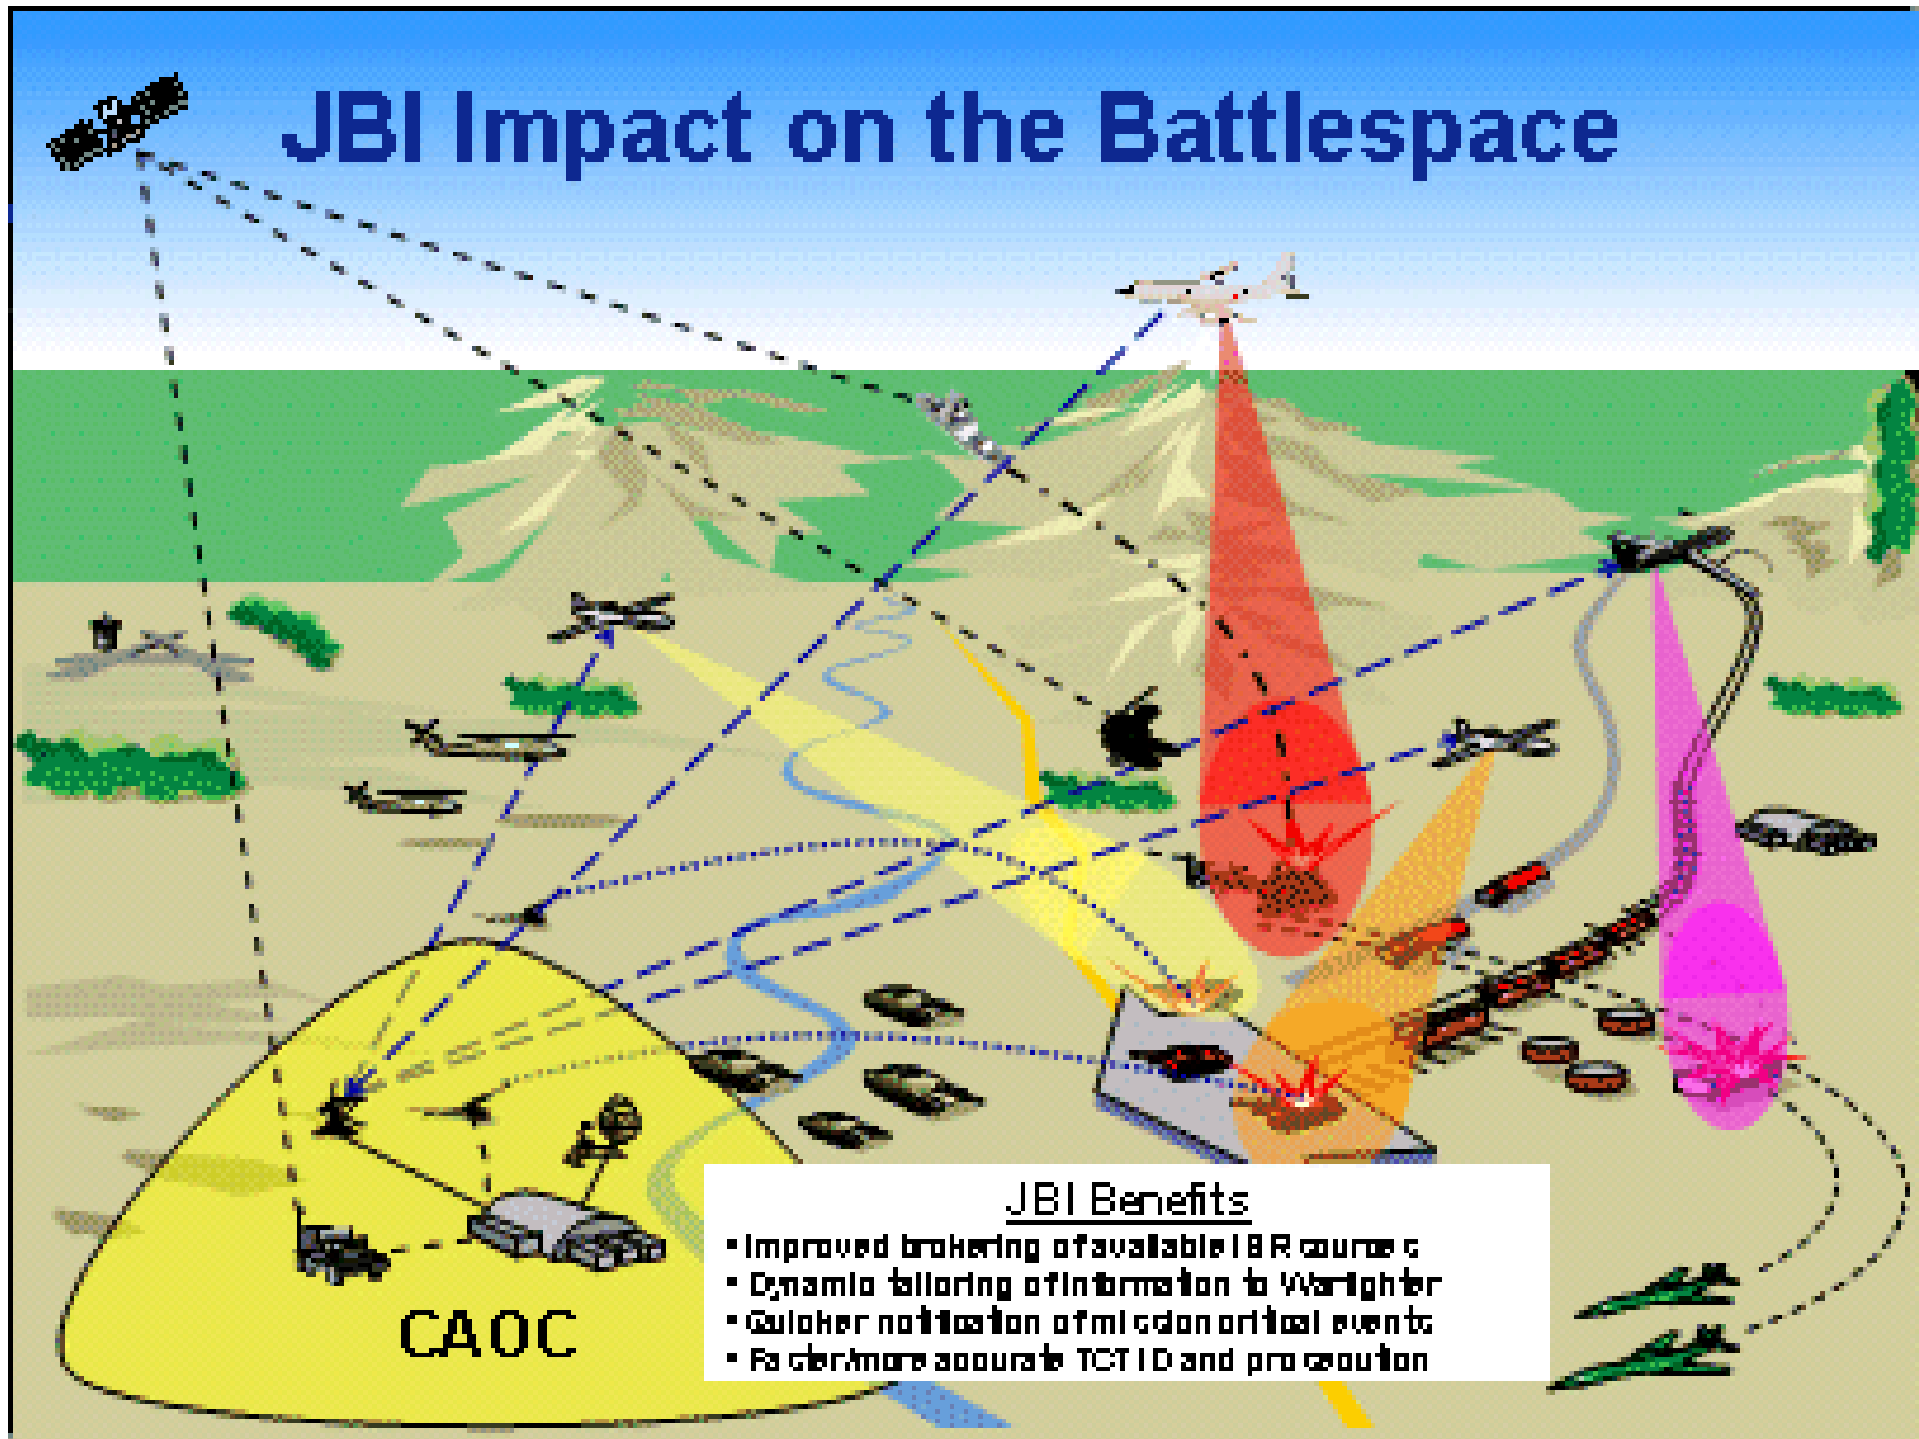 JBI Impact on the Battlespace
CAOC
JBI Benefits
• Improved brokering of available ISR sources
• Dynamic tailoring of information to Warfighter
• Quicker notification of mission critical events
• Faster/more accurate TCT ID and prosecution